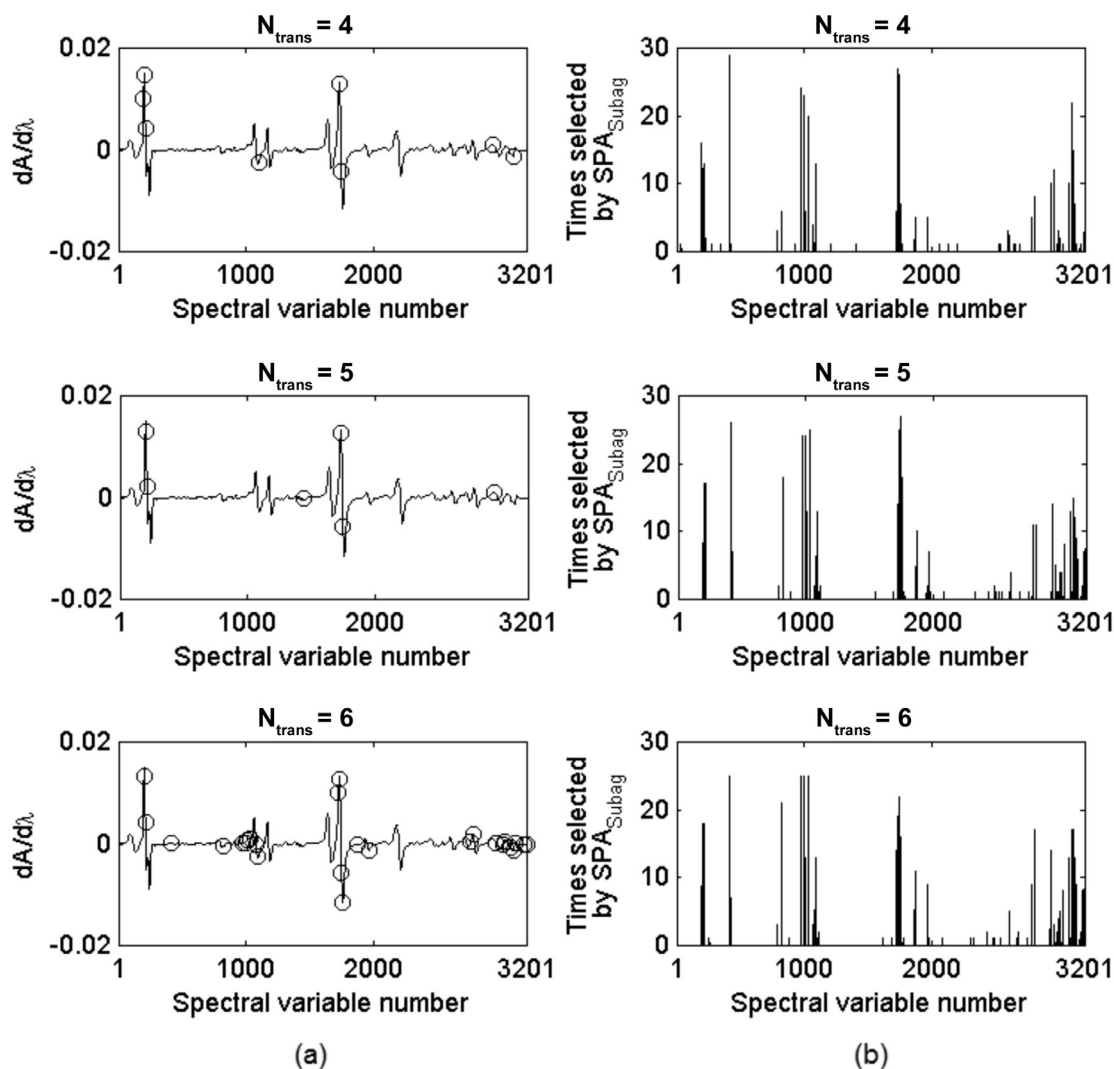 N_trans = 4
0.02
0
-0.02
dA/dλ
1 1000 2000 3201
Spectral variable number
N_trans = 4
30
20
10
0
Times selected
by SPA_Subag
1 1000 2000 3201
Spectral variable number
N_trans = 5
0.02
0
-0.02
dA/dλ
1 1000 2000 3201
Spectral variable number
N_trans = 5
30
20
10
0
Times selected
by SPA_Subag
1 1000 2000 3201
Spectral variable number
N_trans = 6
0.02
0
-0.02
dA/dλ
1 1000 2000 3201
Spectral variable number
N_trans = 6
30
20
10
0
Times selected
by SPA_Subag
1 1000 2000 3201
Spectral variable number
(a)
(b)